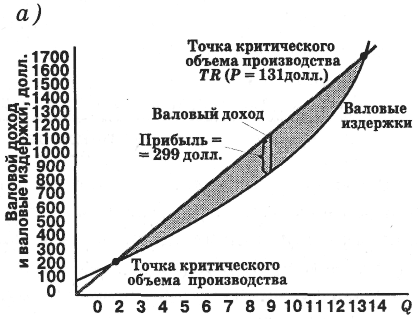 а)
Точка критического
объема производства
TR (P = 131долл.)
Валовый доход
Валовые
издержки
Прибыль =
= 299 долл.
Точка критического
объема производства
Валовой доход
и валовые издержки, долл.
1700
1600
1500
1400
1300
1200
1100
1000
900
800
700
600
500
400
300
200
100
0
0 2 2 3 4 5 6 7 8 9 10 11 12 13 14 Q